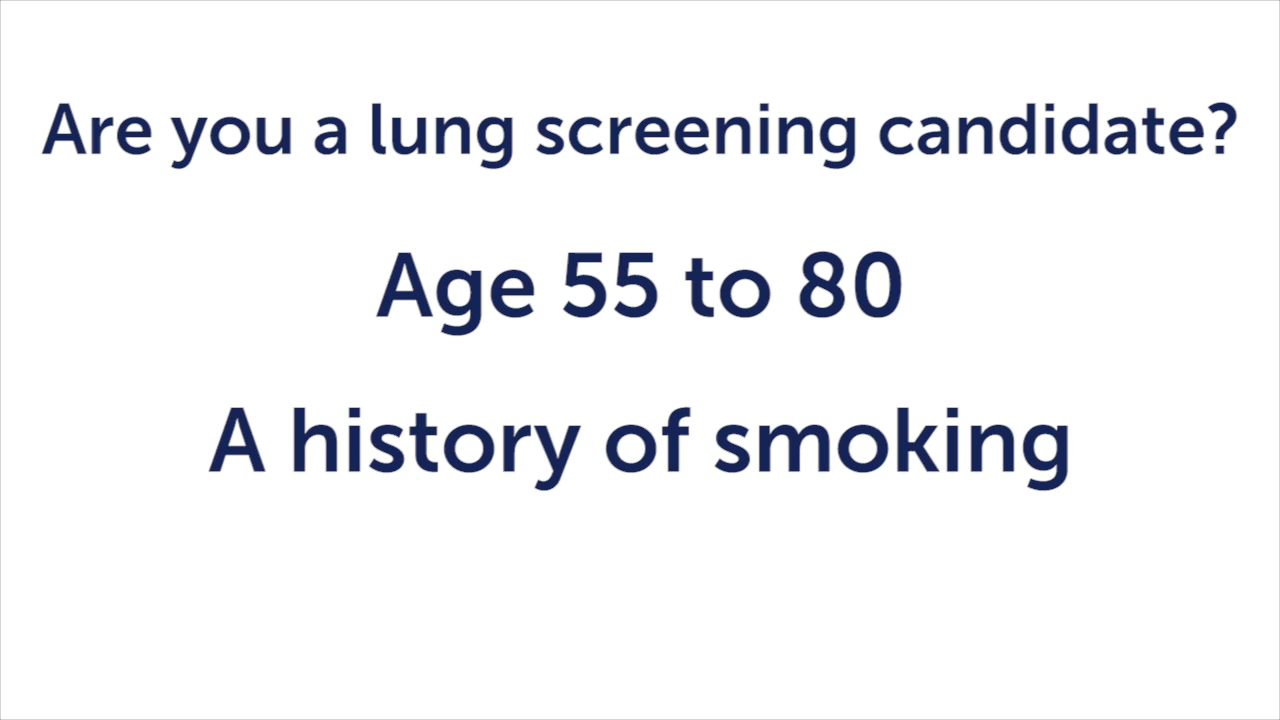 Are you a lung screening candidate?
Age 55 to 80
A history of smoking